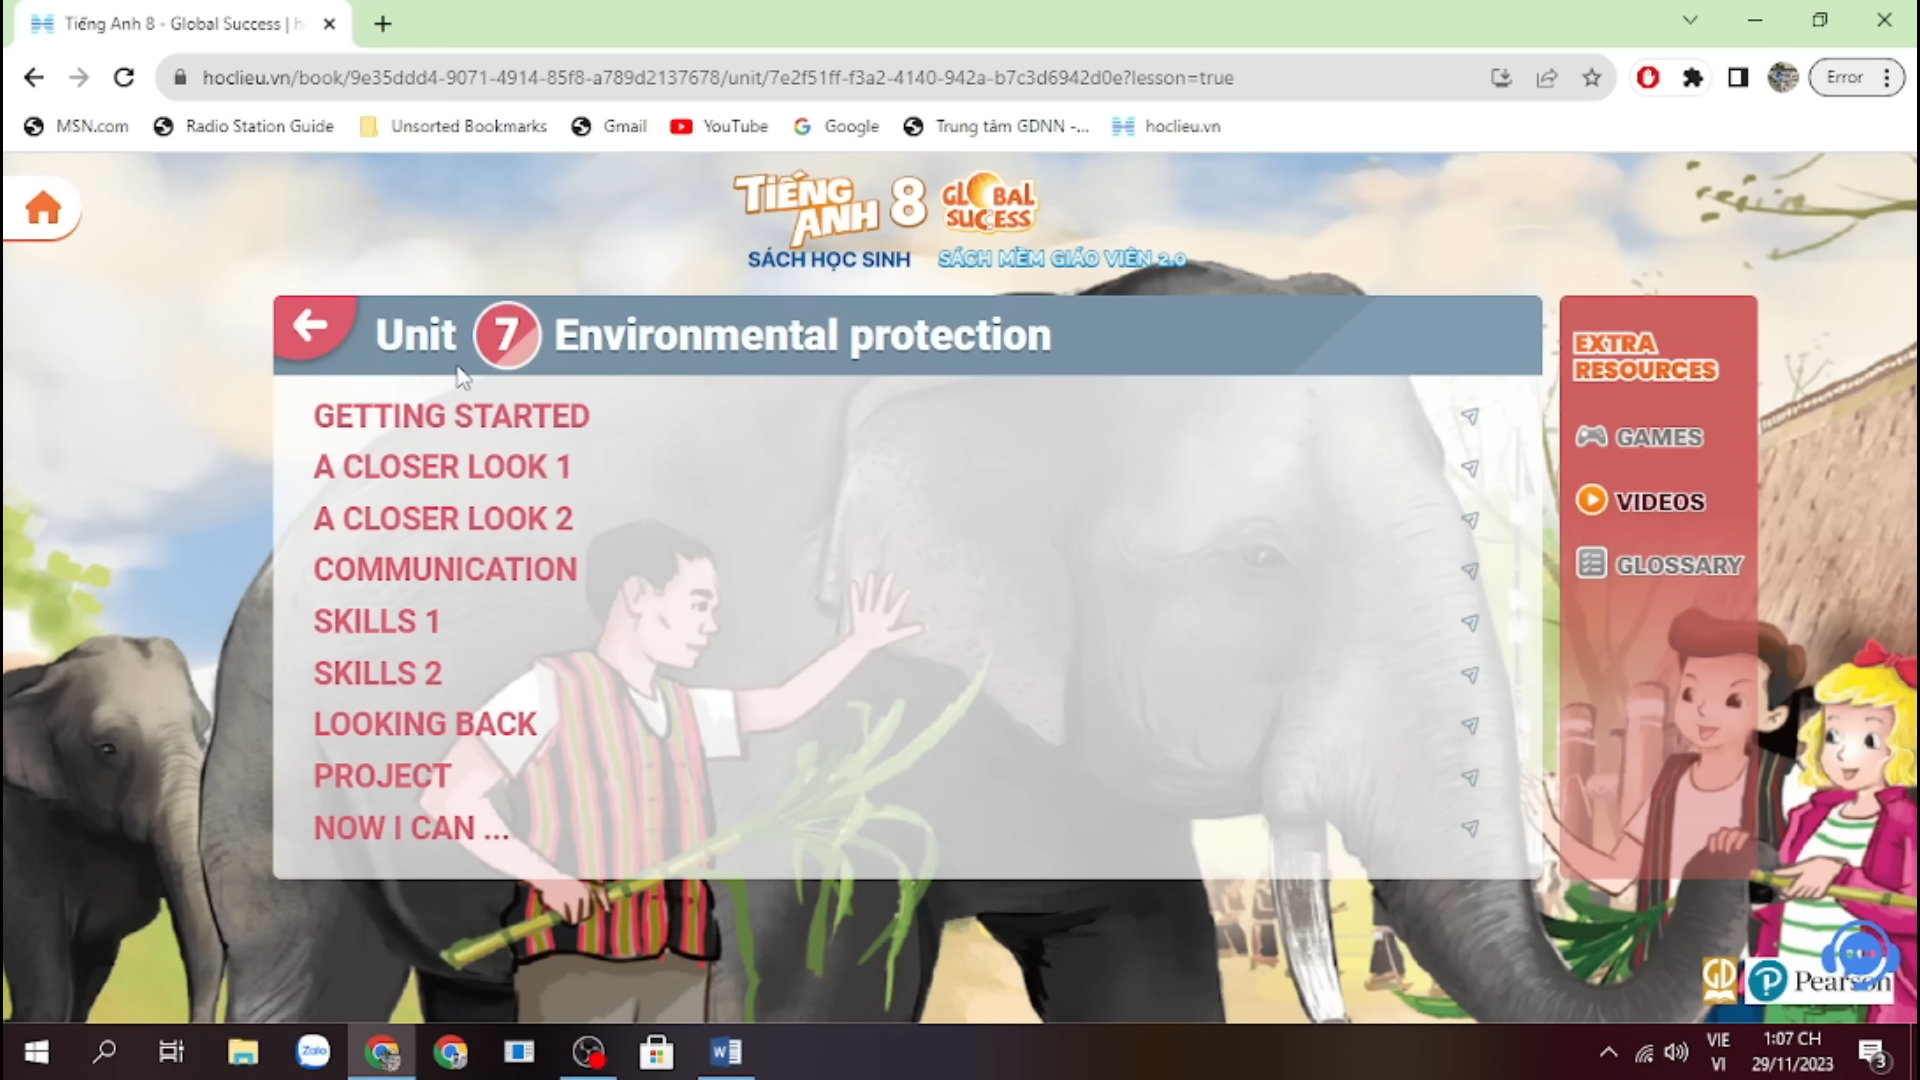 Tiếng Anh 8 - Global Success | h
hoclieu.vn/book/9e35ddd4-9071-4914-85f8-a789d2137678/unit/7e2f51ff-f3a2-4140-942a-b7c3d6942d0e?lesson=true
Error
MSN.com
Radio Station Guide
Unsorted Bookmarks
Gmail
YouTube
Google
Trung tâm GDNN -...
hoclieu.vn
TIẾNG ANH 8
GLOBAL SUCCESS
SÁCH HỌC SINH
SÁCH MỀM GIÁO VIÊN 2.0
Unit 7 Environmental protection
GETTING STARTED
A CLOSER LOOK 1
A CLOSER LOOK 2
COMMUNICATION
SKILLS 1
SKILLS 2
LOOKING BACK
PROJECT
NOW I CAN ...
EXTRA
RESOURCES
GAMES
VIDEOS
GLOSSARY
GD
Pearson
Zalo
VIE
VI
1:07 CH
29/11/2023
3